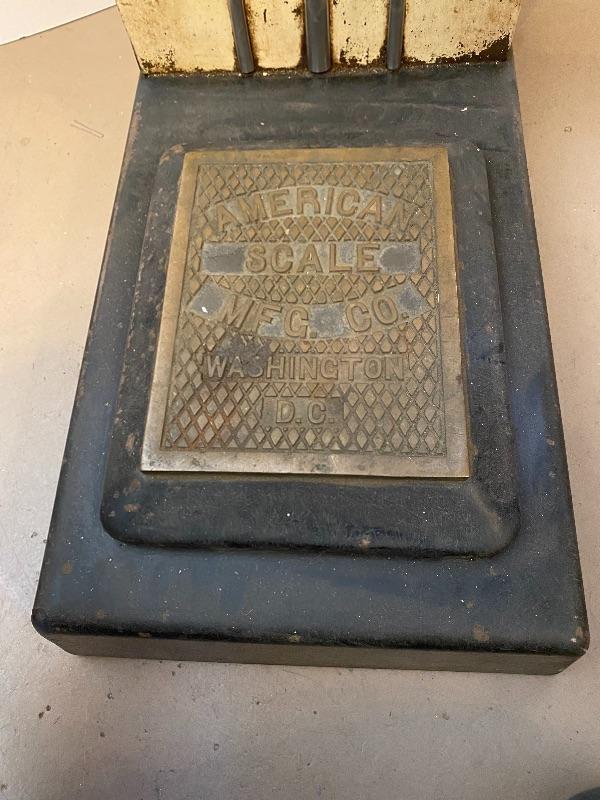 AMERICAN
SCALE
MFG. CO.
WASHINGTON
D.C.